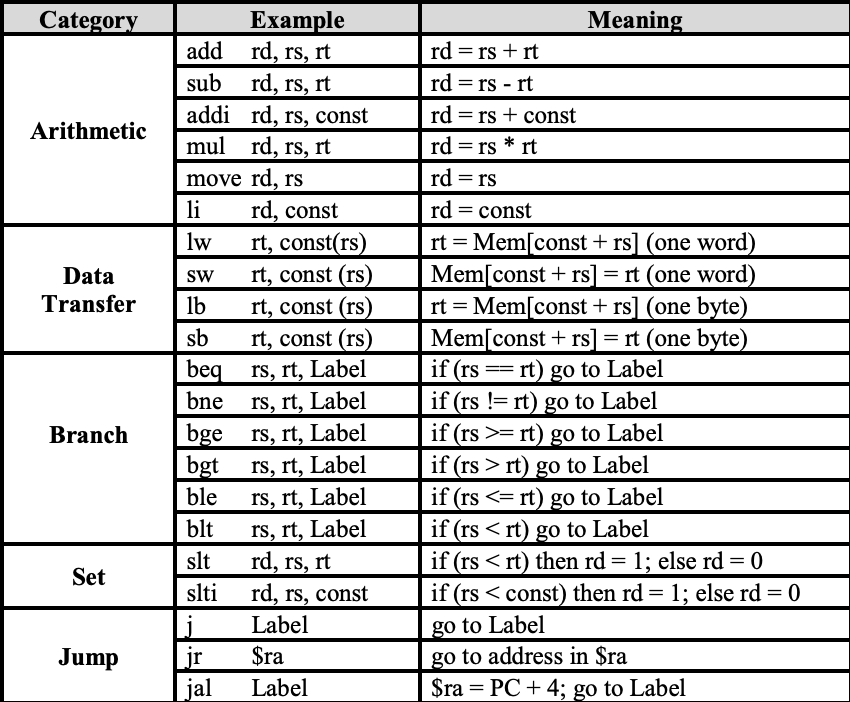 Category Example Meaning
Arithmetic
add rd, rs, rt rd = rs + rt
sub rd, rs, rt rd = rs - rt
addi rd, rs, const rd = rs + const
mul rd, rs, rt rd = rs * rt
move rd, rs rd = rs
li rd, const rd = const
Data
Transfer
lw rt, const(rs) rt = Mem[const + rs] (one word)
sw rt, const (rs) Mem[const + rs] = rt (one word)
lb rt, const (rs) rt = Mem[const + rs] (one byte)
sb rt, const (rs) Mem[const + rs] = rt (one byte)
Branch
beq rs, rt, Label if (rs == rt) go to Label
bne rs, rt, Label if (rs != rt) go to Label
bge rs, rt, Label if (rs >= rt) go to Label
bgt rs, rt, Label if (rs > rt) go to Label
ble rs, rt, Label if (rs <= rt) go to Label
blt rs, rt, Label if (rs < rt) go to Label
Set
slt rd, rs, rt if (rs < rt) then rd = 1; else rd = 0
slti rd, rs, const if (rs < const) then rd = 1; else rd = 0
Jump
j Label go to Label
jr $ra go to address in $ra
jal Label $ra = PC + 4; go to Label